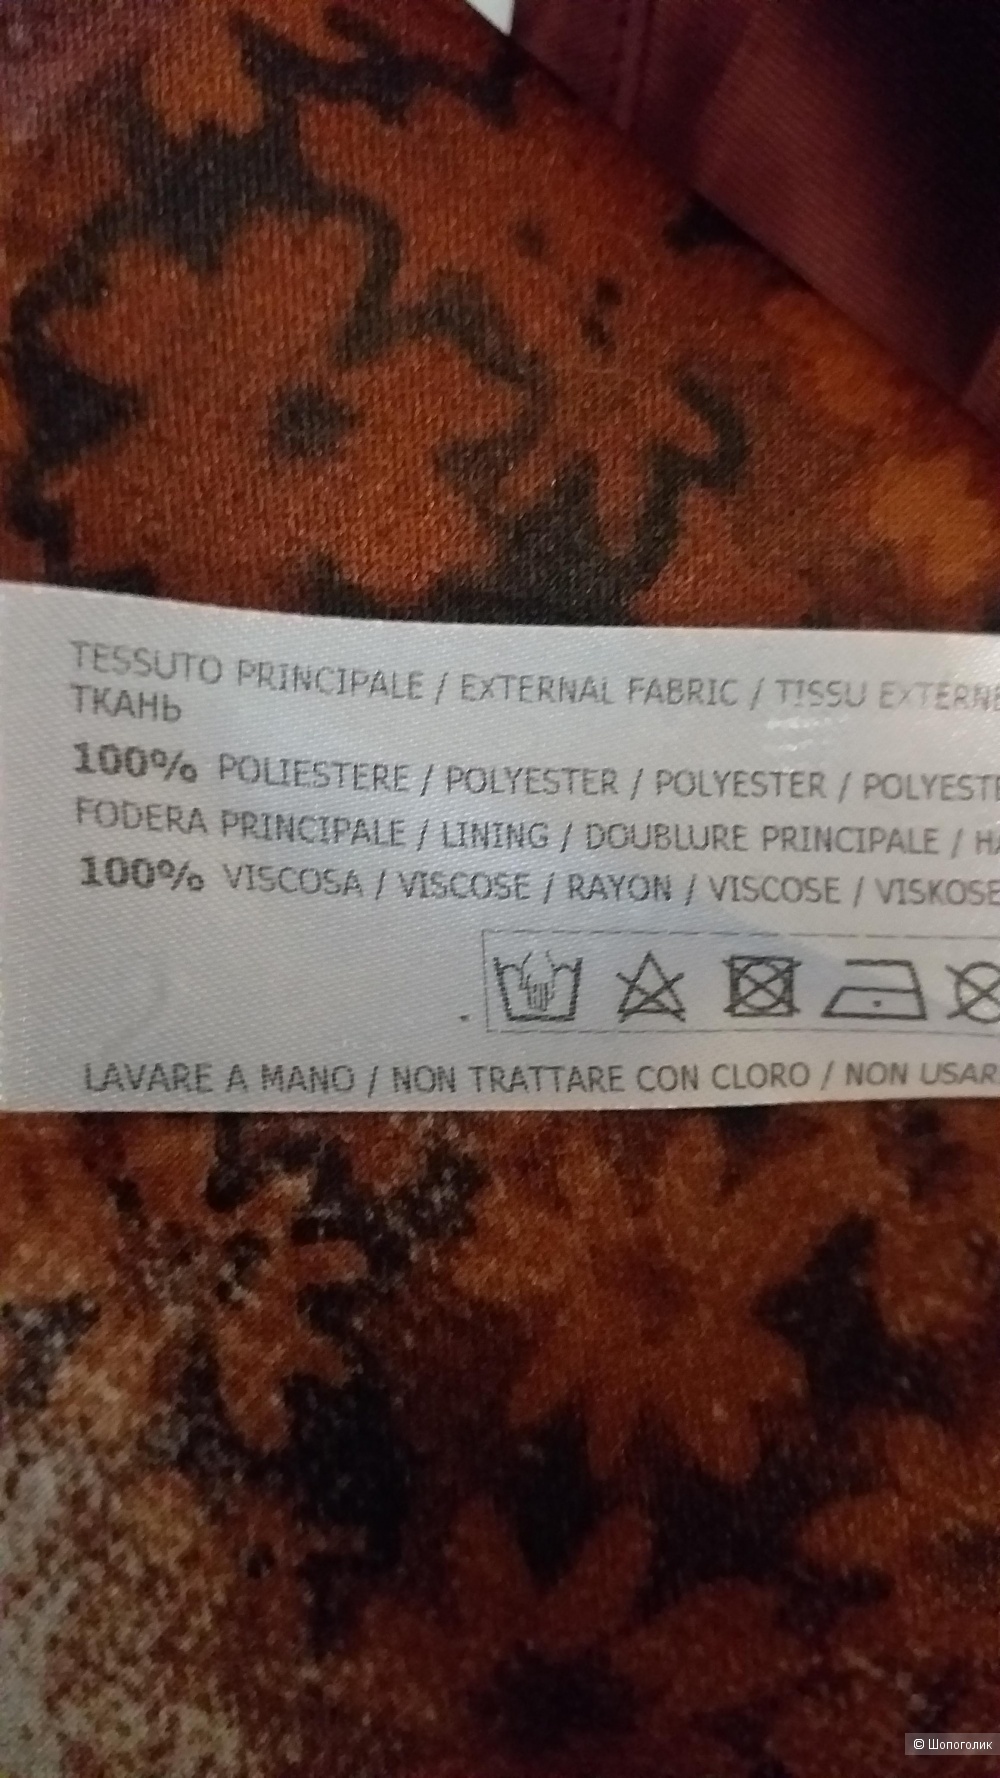 TESSUTO PRINCIPALE / EXTERNAL FABRIC / TISSU EXTERNE
ТКАНЬ
100% POLIESTERE / POLYESTER / POLYESTER / POLYESTE
FODERA PRINCIPALE / LINING / DOUBLURE PRINCIPALE / HA
100% VISCOSA / VISCOSE / RAYON / VISCOSE / VISKOSE
LAVARE A MANO / NON TRATTARE CON CLORO / NON USAR
© Шопоголик